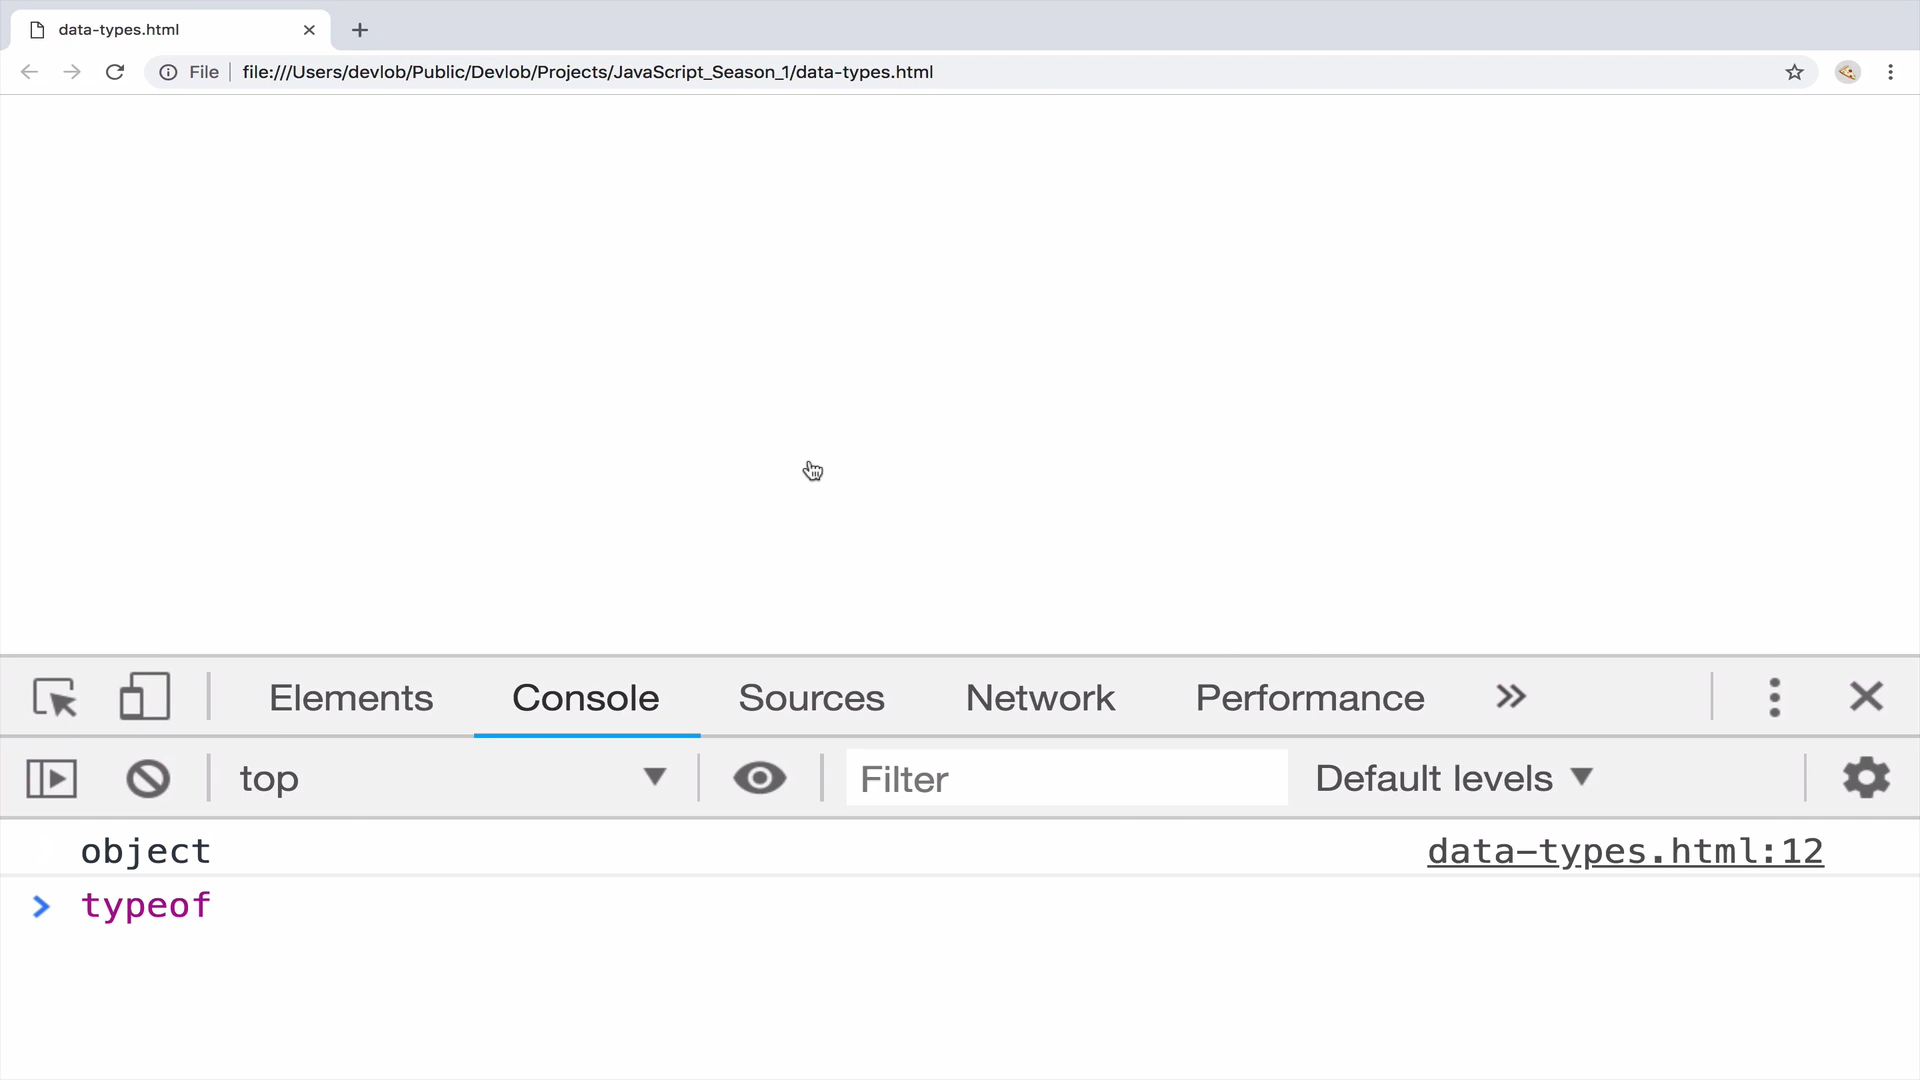 data-types.html
File file:///Users/devlob/Public/Devlob/Projects/JavaScript_Season_1/data-types.html
Elements Console Sources Network Performance
top Filter Default levels
object data-types.html:12
typeof